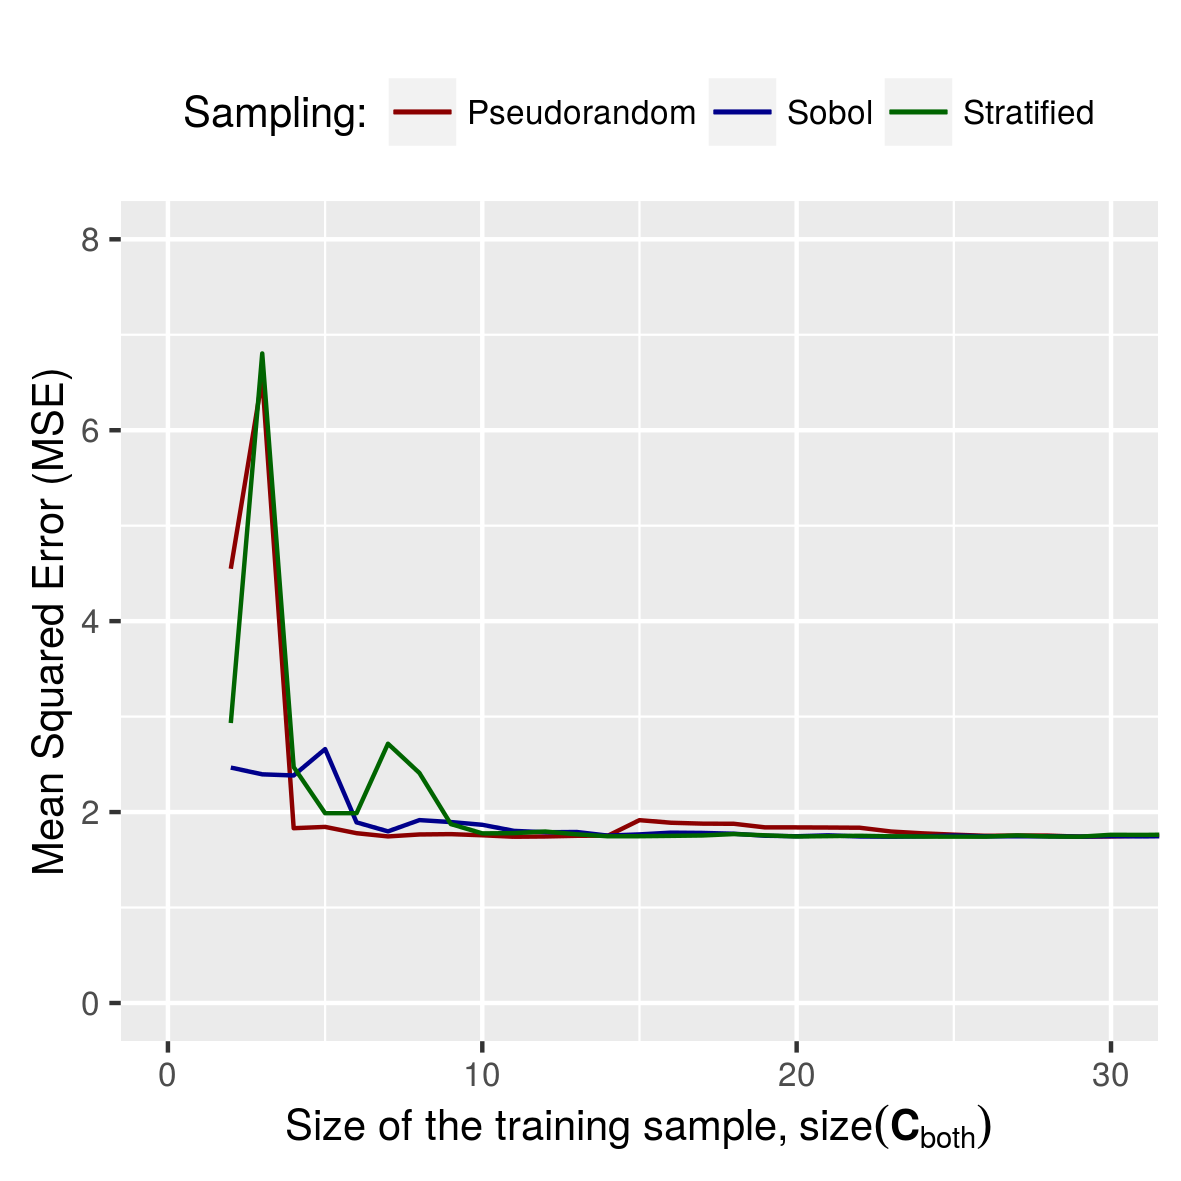 Sampling: Pseudorandom Sobol Stratified
Mean Squared Error (MSE)
8
6
4
2
0
0 10 20 30
Size of the training sample, size(C_both)